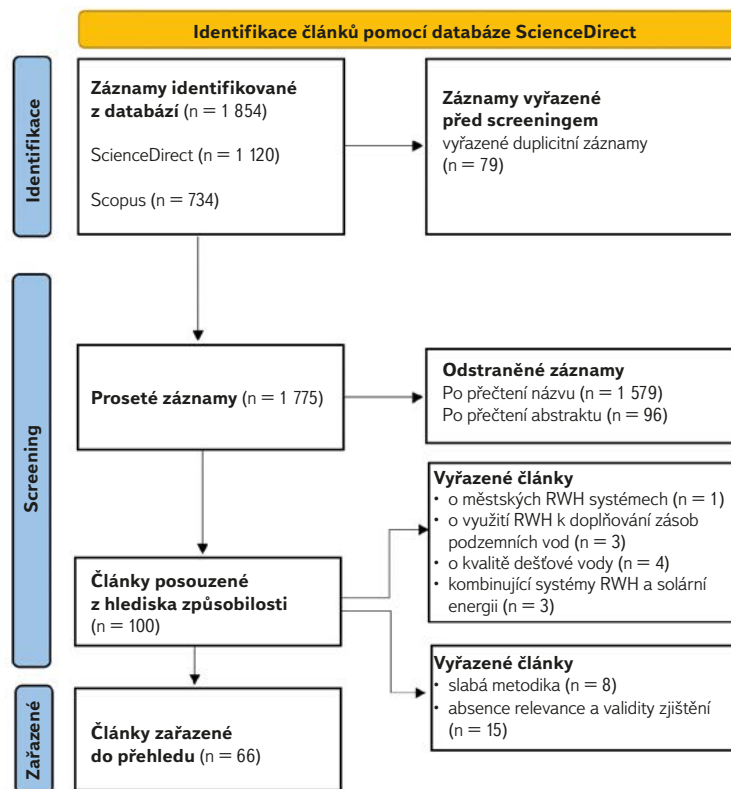 Identifikace článků pomocí databáze ScienceDirect
Identifikace
Záznamy identifikované
z databází (n = 1 854)
ScienceDirect (n = 1 120)
Scopus (n = 734)
Záznamy vyřazené
před screeningem
vyřazené duplicitní záznamy
(n = 79)
Screening
Proseté záznamy (n = 1 775)
Odstraněné záznamy
Po přečtení názvu (n = 1 579)
Po přečtení abstraktu (n = 96)
Články posouzené
z hlediska způsobilosti
(n = 100)
Vyřazené články
• o městských RWH systémech (n = 1)
• o využití RWH k doplňování zásob
podzemních vod (n = 3)
• o kvalitě dešťové vody (n = 4)
• kombinující systémy RWH a solární
energii (n = 3)
Vyřazené články
• slabá metodika (n = 8)
• absence relevance a validity zjištění
(n = 15)
Zařazené
Články zařazené
do přehledu (n = 66)